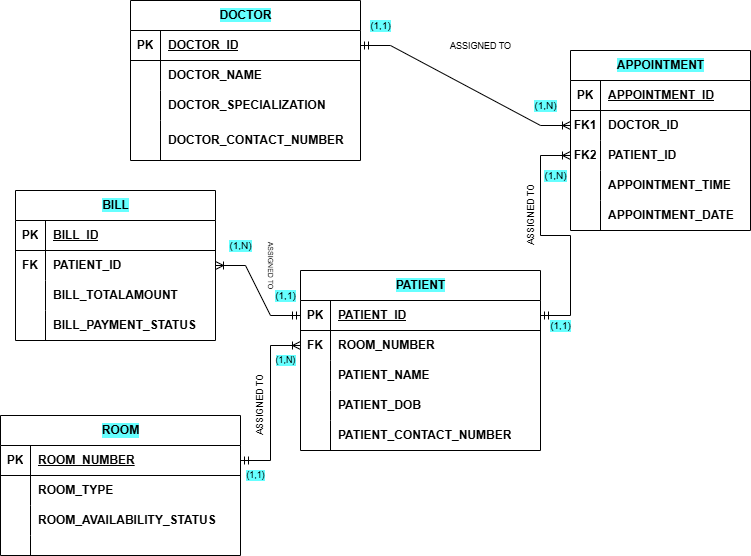 DOCTOR
PK DOCTOR_ID
DOCTOR_NAME
DOCTOR_SPECIALIZATION
DOCTOR_CONTACT_NUMBER
(1,1)
ASSIGNED TO
(1,N)
APPOINTMENT
PK APPOINTMENT_ID
FK1 DOCTOR_ID
FK2 PATIENT_ID
APPOINTMENT_TIME
APPOINTMENT_DATE
(1,N)
ASSIGNED TO
(1,1)
BILL
PK BILL_ID
FK PATIENT_ID
BILL_TOTALAMOUNT
BILL_PAYMENT_STATUS
(1,N)
ASSIGNED TO
(1,1)
PATIENT
PK PATIENT_ID
FK ROOM_NUMBER
PATIENT_NAME
PATIENT_DOB
PATIENT_CONTACT_NUMBER
(1,N)
ASSIGNED TO
(1,1)
ROOM
PK ROOM_NUMBER
ROOM_TYPE
ROOM_AVAILABILITY_STATUS